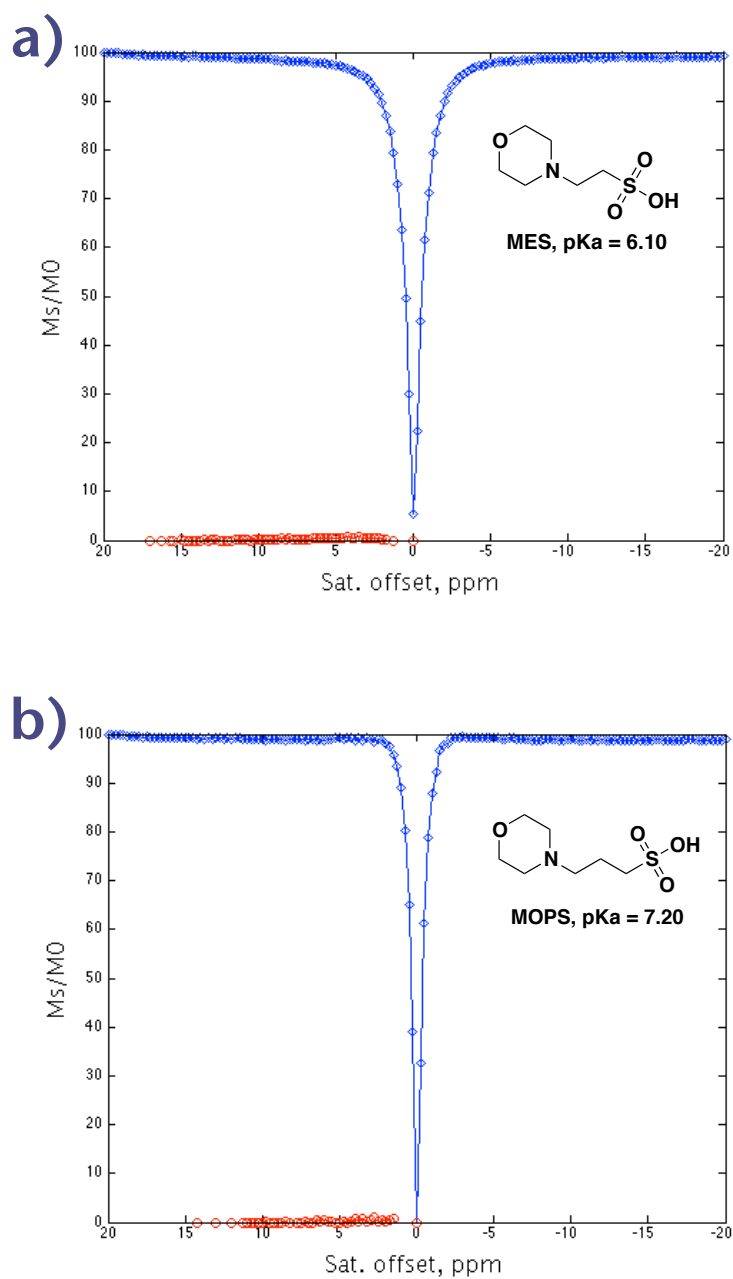 a)
100
90
80
70
60
50
40
30
20
10
0
Ms/M0
20 15 10 5 0 -5 -10 -15 -20
Sat. offset, ppm
O
N
O
S
O
OH
MES, pKa = 6.10
b)
100
90
80
70
60
50
40
30
20
10
0
Ms/M0
20 15 10 5 0 -5 -10 -15 -20
Sat. offset, ppm
O
N
O
OH
S
O
MOPS, pKa = 7.20